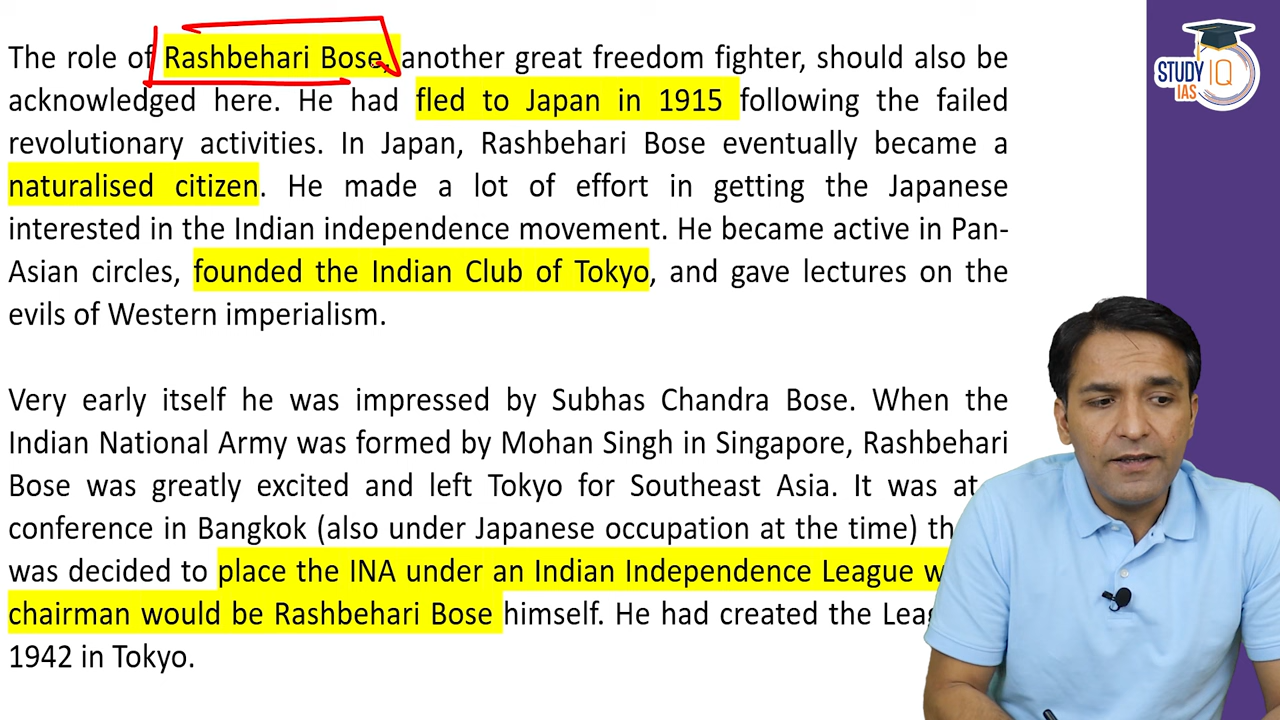 The role of Rashbehari Bose, another great freedom fighter, should also be
acknowledged here. He had fled to Japan in 1915 following the failed
revolutionary activities. In Japan, Rashbehari Bose eventually became a
naturalised citizen. He made a lot of effort in getting the Japanese
interested in the Indian independence movement. He became active in Pan-
Asian circles, founded the Indian Club of Tokyo, and gave lectures on the
evils of Western imperialism.
Very early itself he was impressed by Subhas Chandra Bose. When the
Indian National Army was formed by Mohan Singh in Singapore, Rashbehari
Bose was greatly excited and left Tokyo for Southeast Asia. It was at
conference in Bangkok (also under Japanese occupation at the time)
was decided to place the INA under an Indian Independence League
chairman would be Rashbehari Bose himself. He had created the
1942 in Tokyo.
STUDY IQ
IAS